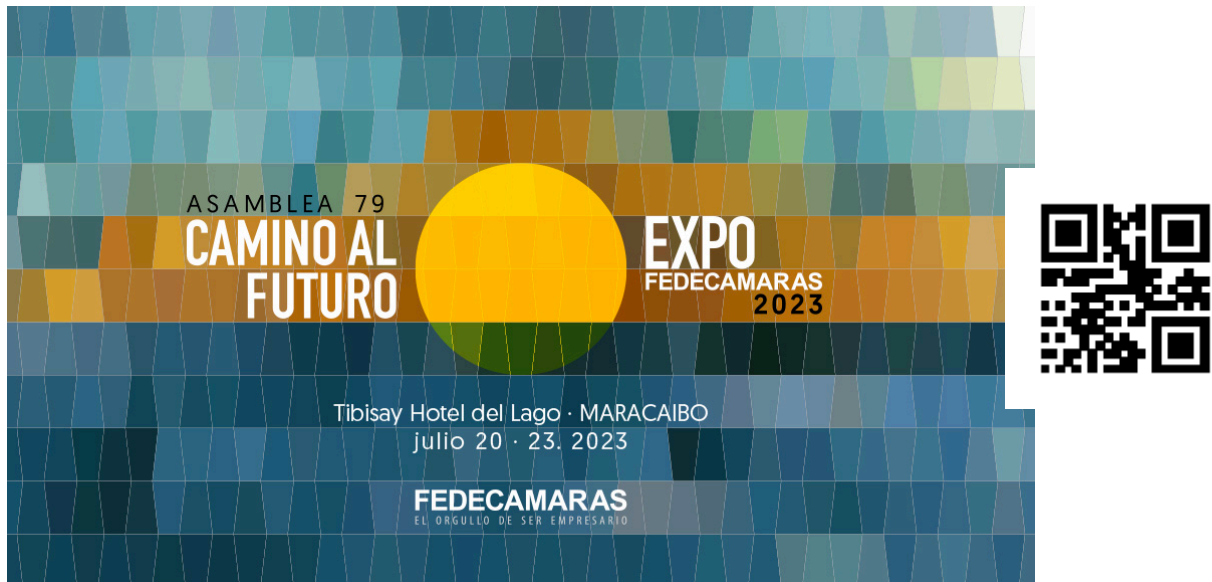 ASAMBLEA 79
CAMINO AL
FUTURO
EXPO
FEDECAMARAS
2023
Tibisay Hotel del Lago · MARACAIBO
julio 20 · 23. 2023
FEDECAMARAS
EL ORGULLO DE SER EMPRESARIO